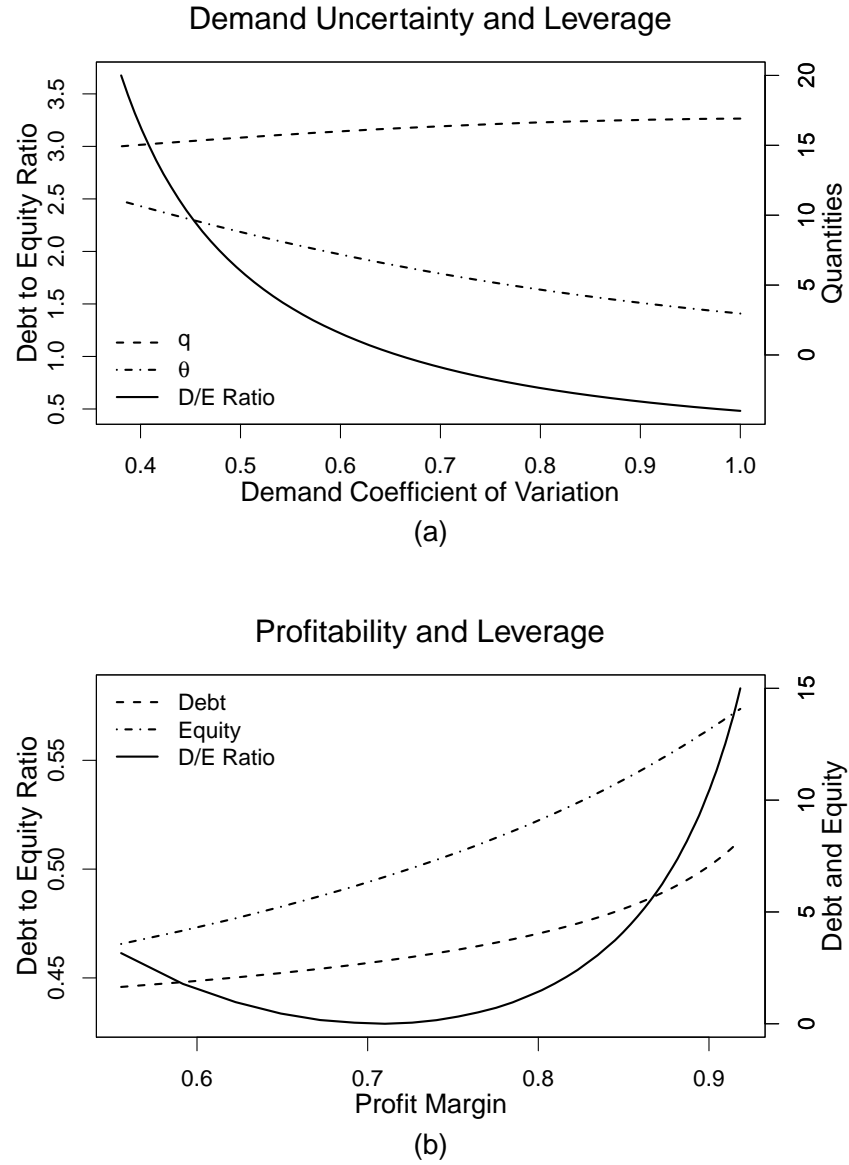 Demand Uncertainty and Leverage
Debt to Equity Ratio
0.5 1.0 1.5 2.0 2.5 3.0 3.5
q
θ
D/E Ratio
0 5 10 15 20
Quantities
0.4 0.5 0.6 0.7 0.8 0.9 1.0
Demand Coefficient of Variation
(a)
Profitability and Leverage
Debt to Equity Ratio
0.45 0.50 0.55
Debt
Equity
D/E Ratio
0 5 10 15
Debt and Equity
0.6 0.7 0.8 0.9
Profit Margin
(b)